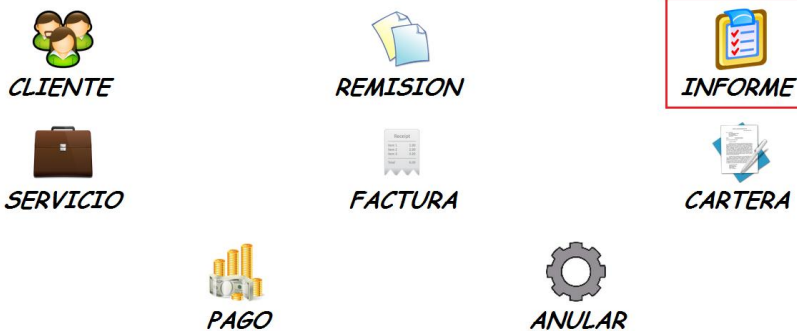 CLIENTE
REMISION
INFORME
SERVICIO
FACTURA
CARTERA
PAGO
ANULAR